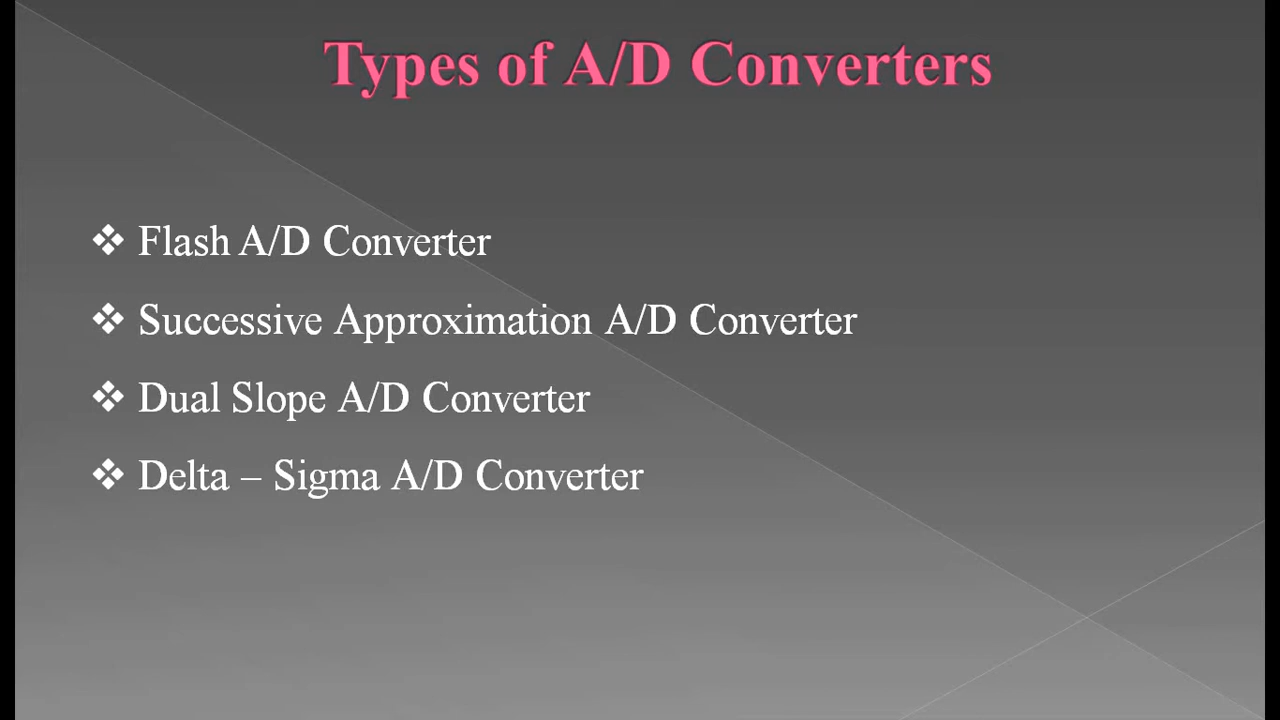 Types of A/D Converters
❖ Flash A/D Converter
❖ Successive Approximation A/D Converter
❖ Dual Slope A/D Converter
❖ Delta – Sigma A/D Converter